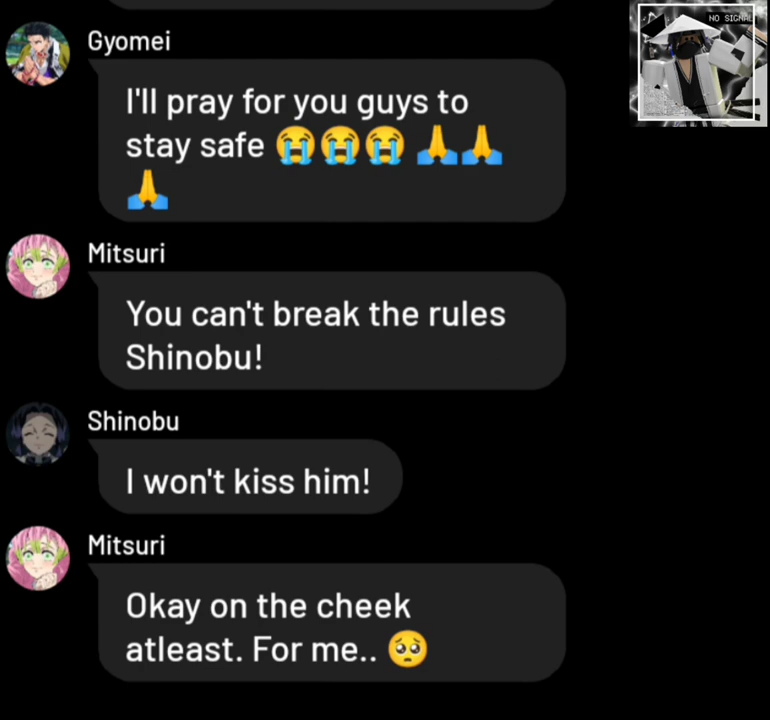 Gyomei
I'll pray for you guys to
stay safe 😭😭😭 🙏🙏
🙏
Mitsuri
You can't break the rules
Shinobu!
Shinobu
I won't kiss him!
Mitsuri
Okay on the cheek
atleast. For me.. 🥺
NO SIGNAL